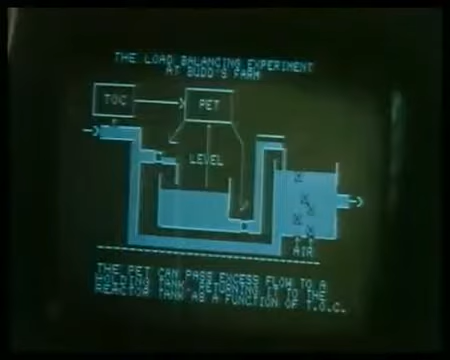 THE LOAD BALANCING EXPERIMENT
AT BUDD'S FARM
TOC
PET
LEVEL
AIR
THE PET CAN PASS EXCESS FLOW TO A
HOLDING TANK, RETURNING IT TO THE
REACTOR TANK AS A FUNCTION OF T.O.C.